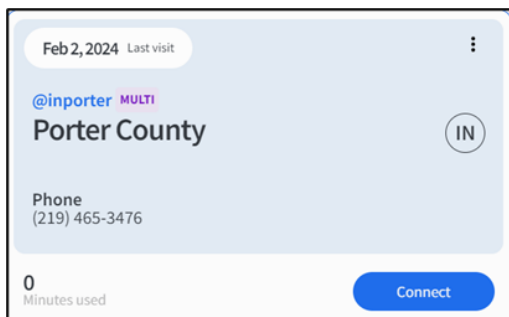 Feb 2, 2024 Last visit
@inporter MULTI
Porter County
IN
Phone
(219) 465-3476
0
Minutes used
Connect